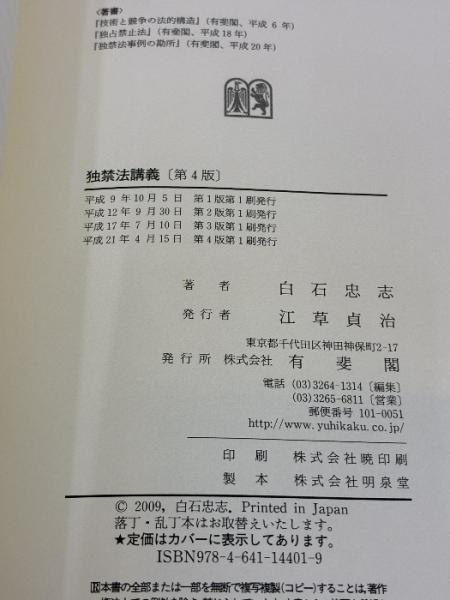 〈著書〉
『技術と競争の法的構造』(有斐閣、平成 6 年)
『独占禁止法』(有斐閣、平成18年)
『独禁法事例の勘所』(有斐閣、平成20年)
独禁法講義〔第4版〕
平成 9 年10月 5 日 第1版第1刷発行
平成12年 9 月30日 第2版第1刷発行
平成17年 7 月10日 第3版第1刷発行
平成21年 4 月15日 第4版第1刷発行
著者 白石忠志
発行者 江草貞治
東京都千代田区神田神保町2-17
発行所 株式会社 有斐閣
電話 (03)3264-1314〔編集〕
(03)3265-6811〔営業〕
郵便番号 101-0051
http://www.yuhikaku.co.jp/
印刷 株式会社暁印刷
製本 株式会社明泉堂
© 2009, 白石忠志. Printed in Japan
落丁・乱丁本はお取替えいたします。
★定価はカバーに表示してあります。
ISBN978-4-641-14401-9
Ⓡ本書の全部または一部を無断で複写複製(コピー)することは、著作